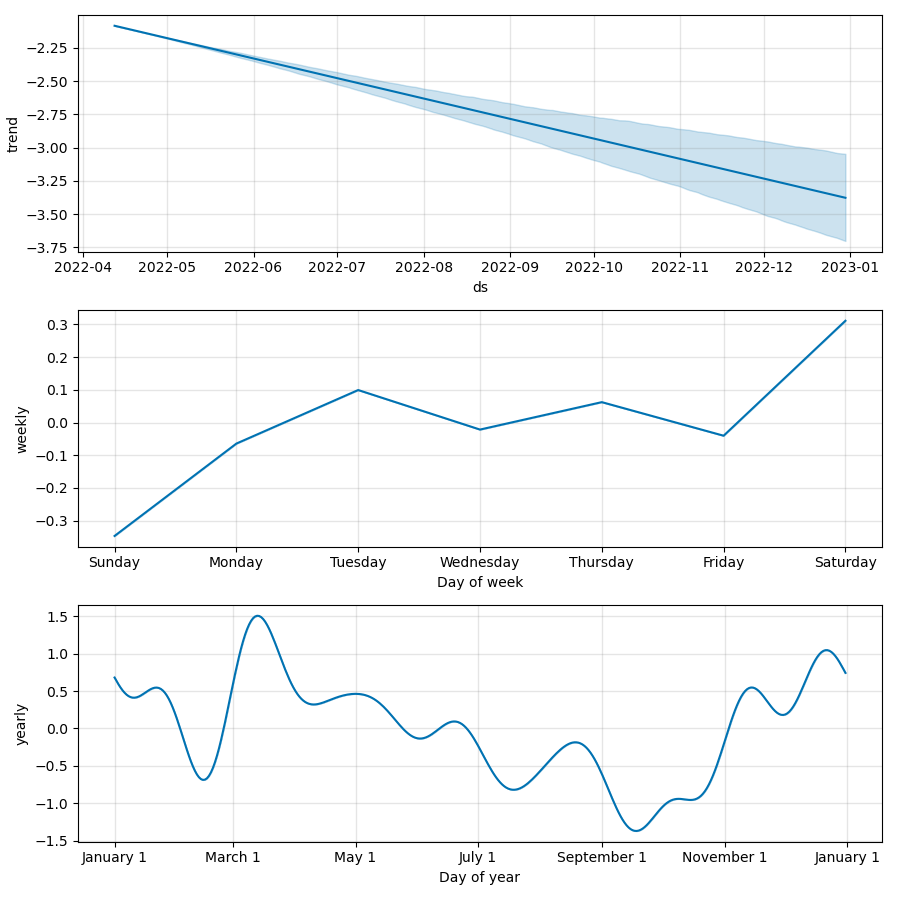 trend
−2.25
−2.50
−2.75
−3.00
−3.25
−3.50
−3.75
2022-04 2022-05 2022-06 2022-07 2022-08 2022-09 2022-10 2022-11 2022-12 2023-01
ds
weekly
0.3
0.2
0.1
0.0
−0.1
−0.2
−0.3
Sunday Monday Tuesday Wednesday Thursday Friday Saturday
Day of week
yearly
1.5
1.0
0.5
0.0
−0.5
−1.0
−1.5
January 1 March 1 May 1 July 1 September 1 November 1 January 1
Day of year